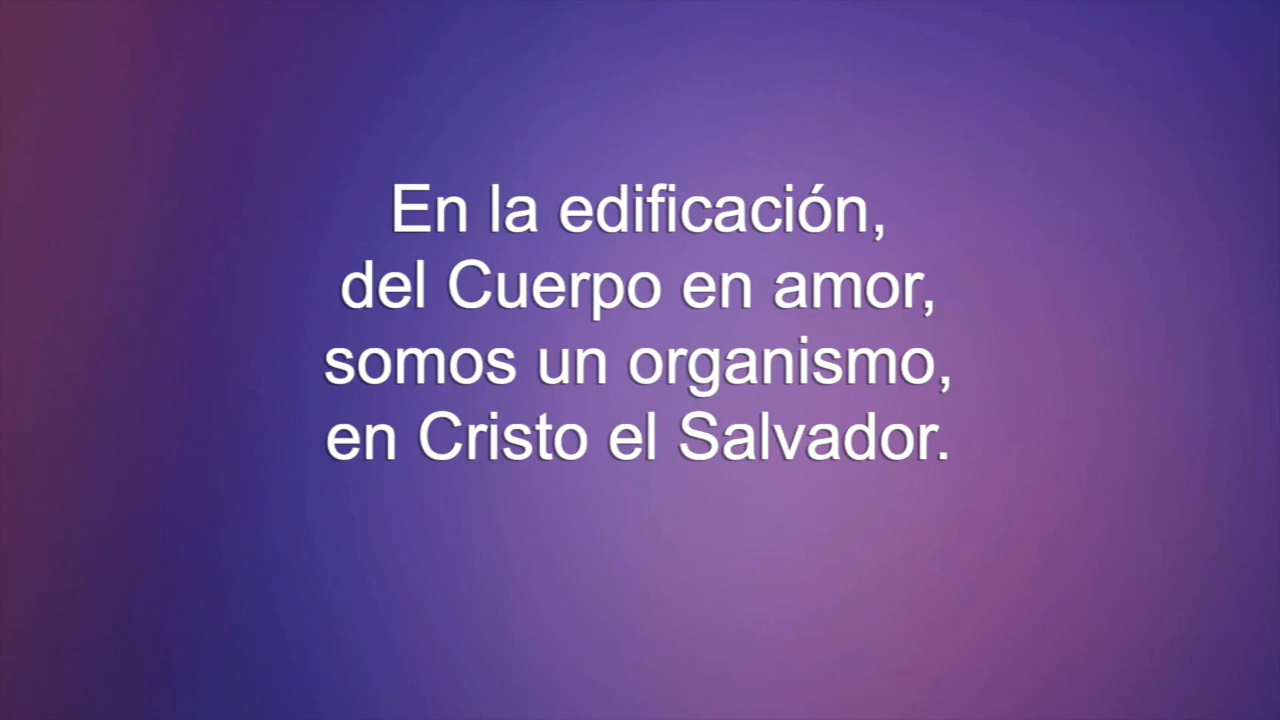 En la edificación,
del Cuerpo en amor,
somos un organismo,
en Cristo el Salvador.